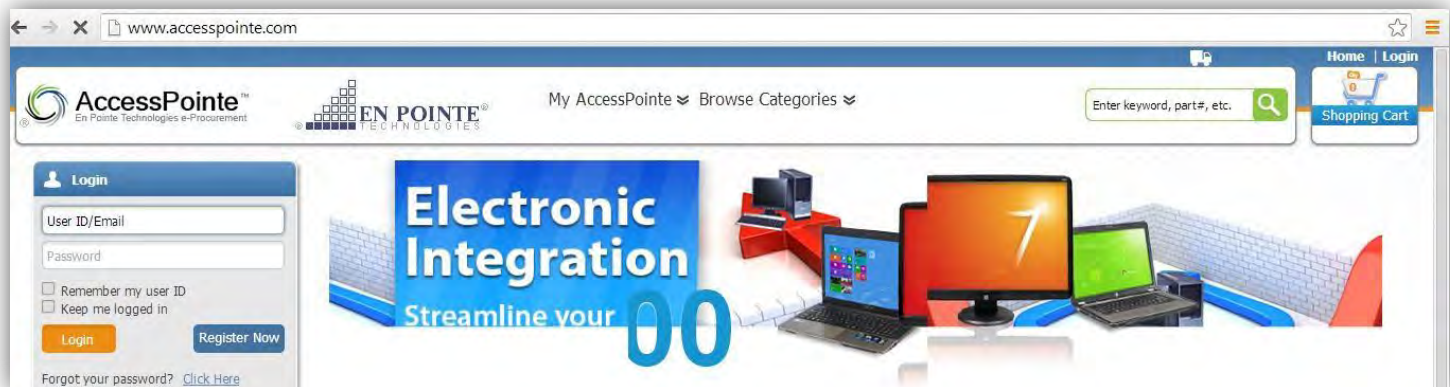 www.accesspointe.com
Home | Login
AccessPointe™
En Pointe Technologies e-Procurement
®
EN POINTE®
TECHNOLOGIES
®
My AccessPointe Browse Categories
Enter keyword, part#, etc.
0
Shopping Cart
Login
User ID/Email
Password
Remember my user ID
Keep me logged in
Login Register Now
Forgot your password? Click Here
Electronic
Integration
Streamline your
00
7